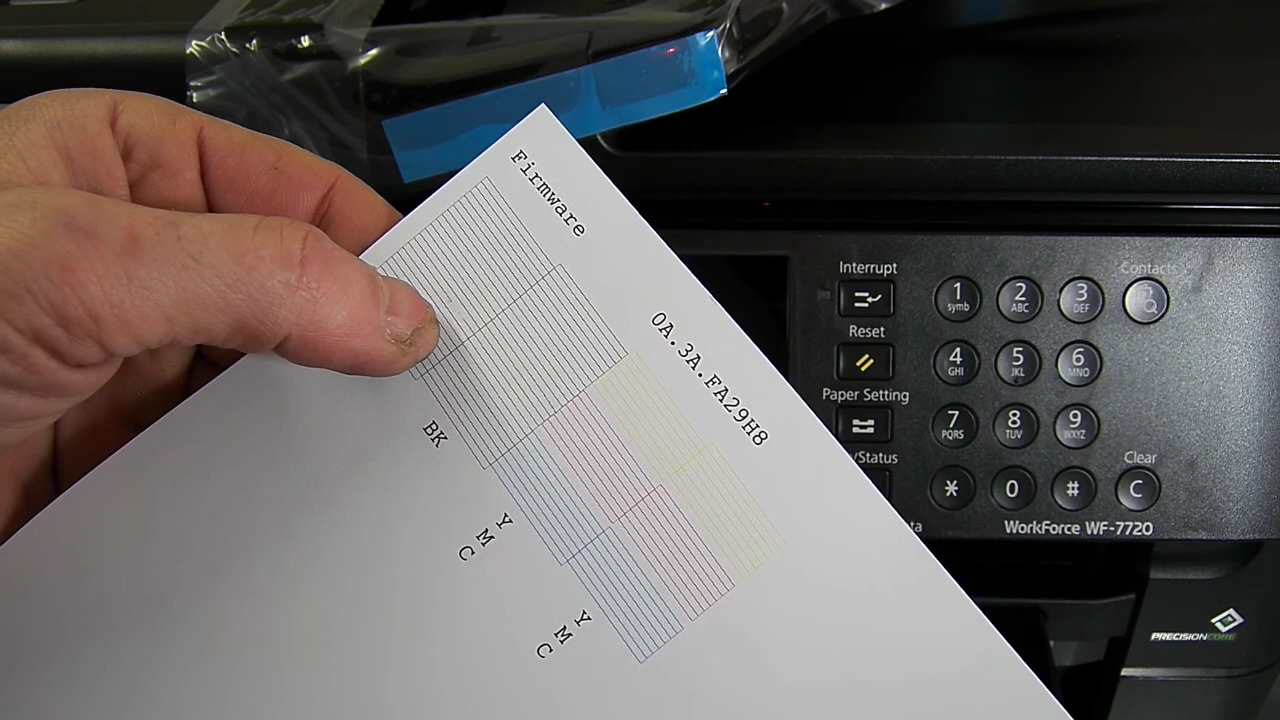 Firmware
0A.3A.FA29H8
BK
Y
M
C
Y
M
C
Interrupt
Reset
Paper Setting
/Status
Contacts
1
symb
2
ABC
3
DEF
4
GHI
5
JKL
6
MNO
7
PQRS
8
TUV
9
WXYZ
*
0
#
Clear
C
ta
WorkForce WF-7720
PRECISIONCORE